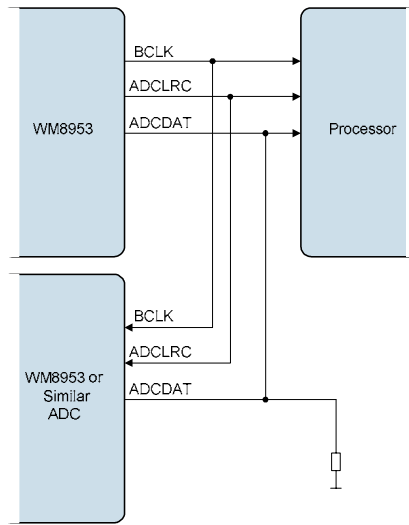 BCLK
ADCLRC
WM8953
ADCDAT
Processor
BCLK
ADCLRC
WM8953 or
Similar
ADC
ADCDAT